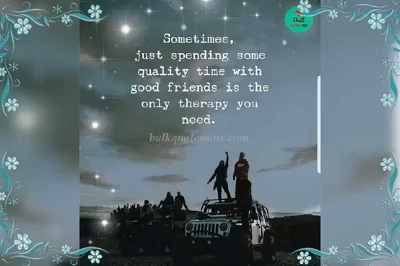 Sometimes,
just spending some
quality time with
good friends is the
only therapy you
need.
bulkquotesnow.com